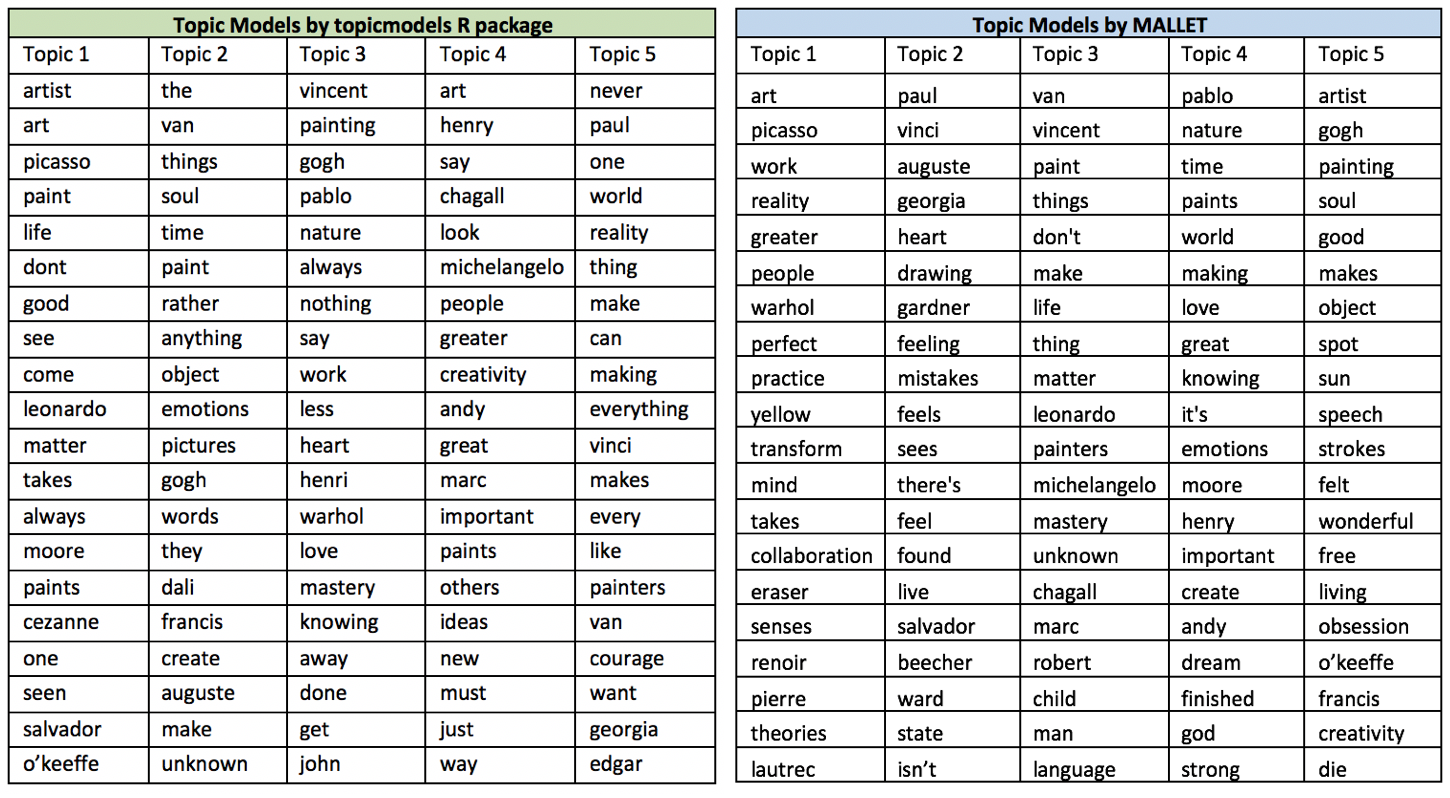 Topic Models by topicmodels R package
Topic 1 Topic 2 Topic 3 Topic 4 Topic 5
artist the vincent art never
art van painting henry paul
picasso things gogh say one
paint soul pablo chagall world
life time nature look reality
dont paint always michelangelo thing
good rather nothing people make
see anything say greater can
come object work creativity making
leonardo emotions less andy everything
matter pictures heart great vinci
takes gogh henri marc makes
always words warhol important every
moore they love paints like
paints dali mastery others painters
cezanne francis knowing ideas van
one create away new courage
seen auguste done must want
salvador make get just georgia
o’keeffe unknown john way edgar
Topic Models by MALLET
Topic 1 Topic 2 Topic 3 Topic 4 Topic 5
art paul van pablo artist
picasso vinci vincent nature gogh
work auguste paint time painting
reality georgia things paints soul
greater heart don't world good
people drawing make making makes
warhol gardner life love object
perfect feeling thing great spot
practice mistakes matter knowing sun
yellow feels leonardo it's speech
transform sees painters emotions strokes
mind there's michelangelo moore felt
takes feel mastery henry wonderful
collaboration found unknown important free
eraser live chagall create living
senses salvador marc andy obsession
renoir beecher robert dream o’keeffe
pierre ward child finished francis
theories state man god creativity
lautrec isn’t language strong die